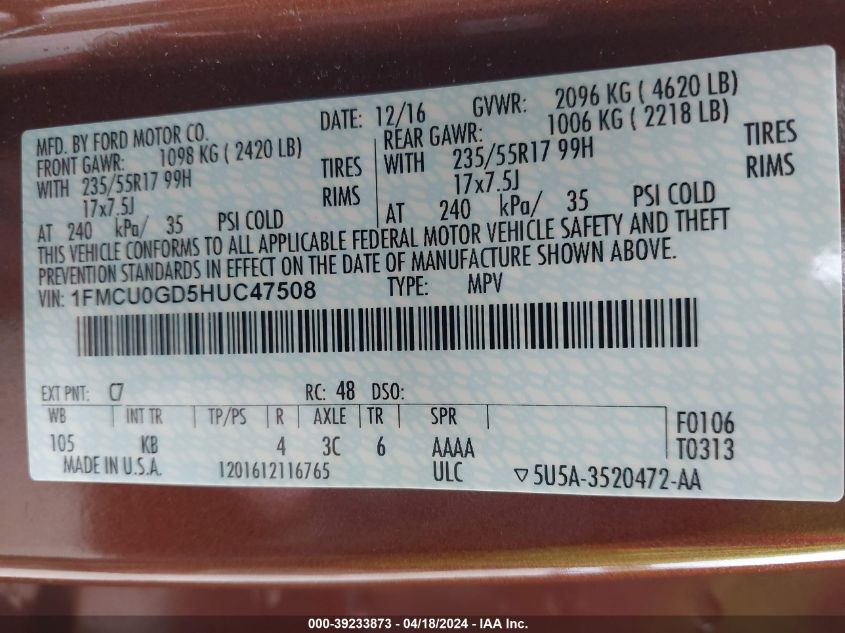 MFD. BY FORD MOTOR CO. DATE: 12/16 GVWR: 2096 KG ( 4620 LB)
FRONT GAWR: 1098 KG ( 2420 LB) REAR GAWR: 1006 KG ( 2218 LB)
WITH 235/55R17 99H TIRES WITH 235/55R17 99H TIRES
17x7.5J RIMS 17x7.5J RIMS
AT 240 kPa/ 35 PSI COLD AT 240 kPa/ 35 PSI COLD
THIS VEHICLE CONFORMS TO ALL APPLICABLE FEDERAL MOTOR VEHICLE SAFETY AND THEFT
PREVENTION STANDARDS IN EFFECT ON THE DATE OF MANUFACTURE SHOWN ABOVE.
VIN: 1FMCU0GD5HUC47508 TYPE: MPV
EXT PNT: C7 RC: 48 DSO:
WB INT TR TP/PS R AXLE TR SPR F0106
105 KB 4 3C 6 AAAA T0313
MADE IN U.S.A. 1201612116765 ULC ▽5U5A-3520472-AA
000-39233873 - 04/18/2024 - IAA Inc.